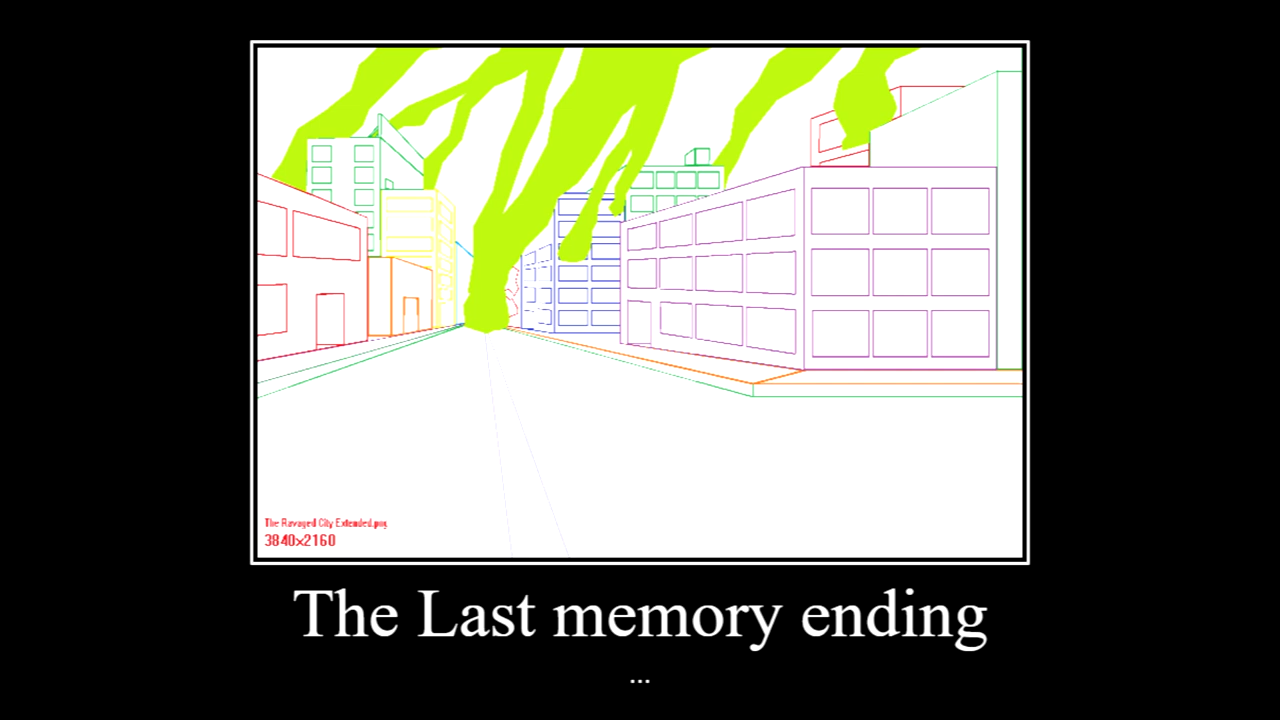 The Ravaged City Extended.png
3840x2160
The Last memory ending
...